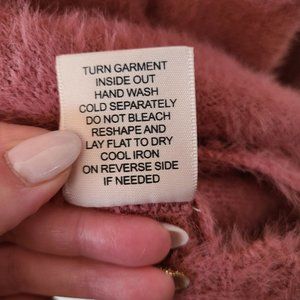 TURN GARMENT
INSIDE OUT
HAND WASH
COLD SEPARATELY
DO NOT BLEACH
RESHAPE AND
LAY FLAT TO DRY
COOL IRON
ON REVERSE SIDE
IF NEEDED